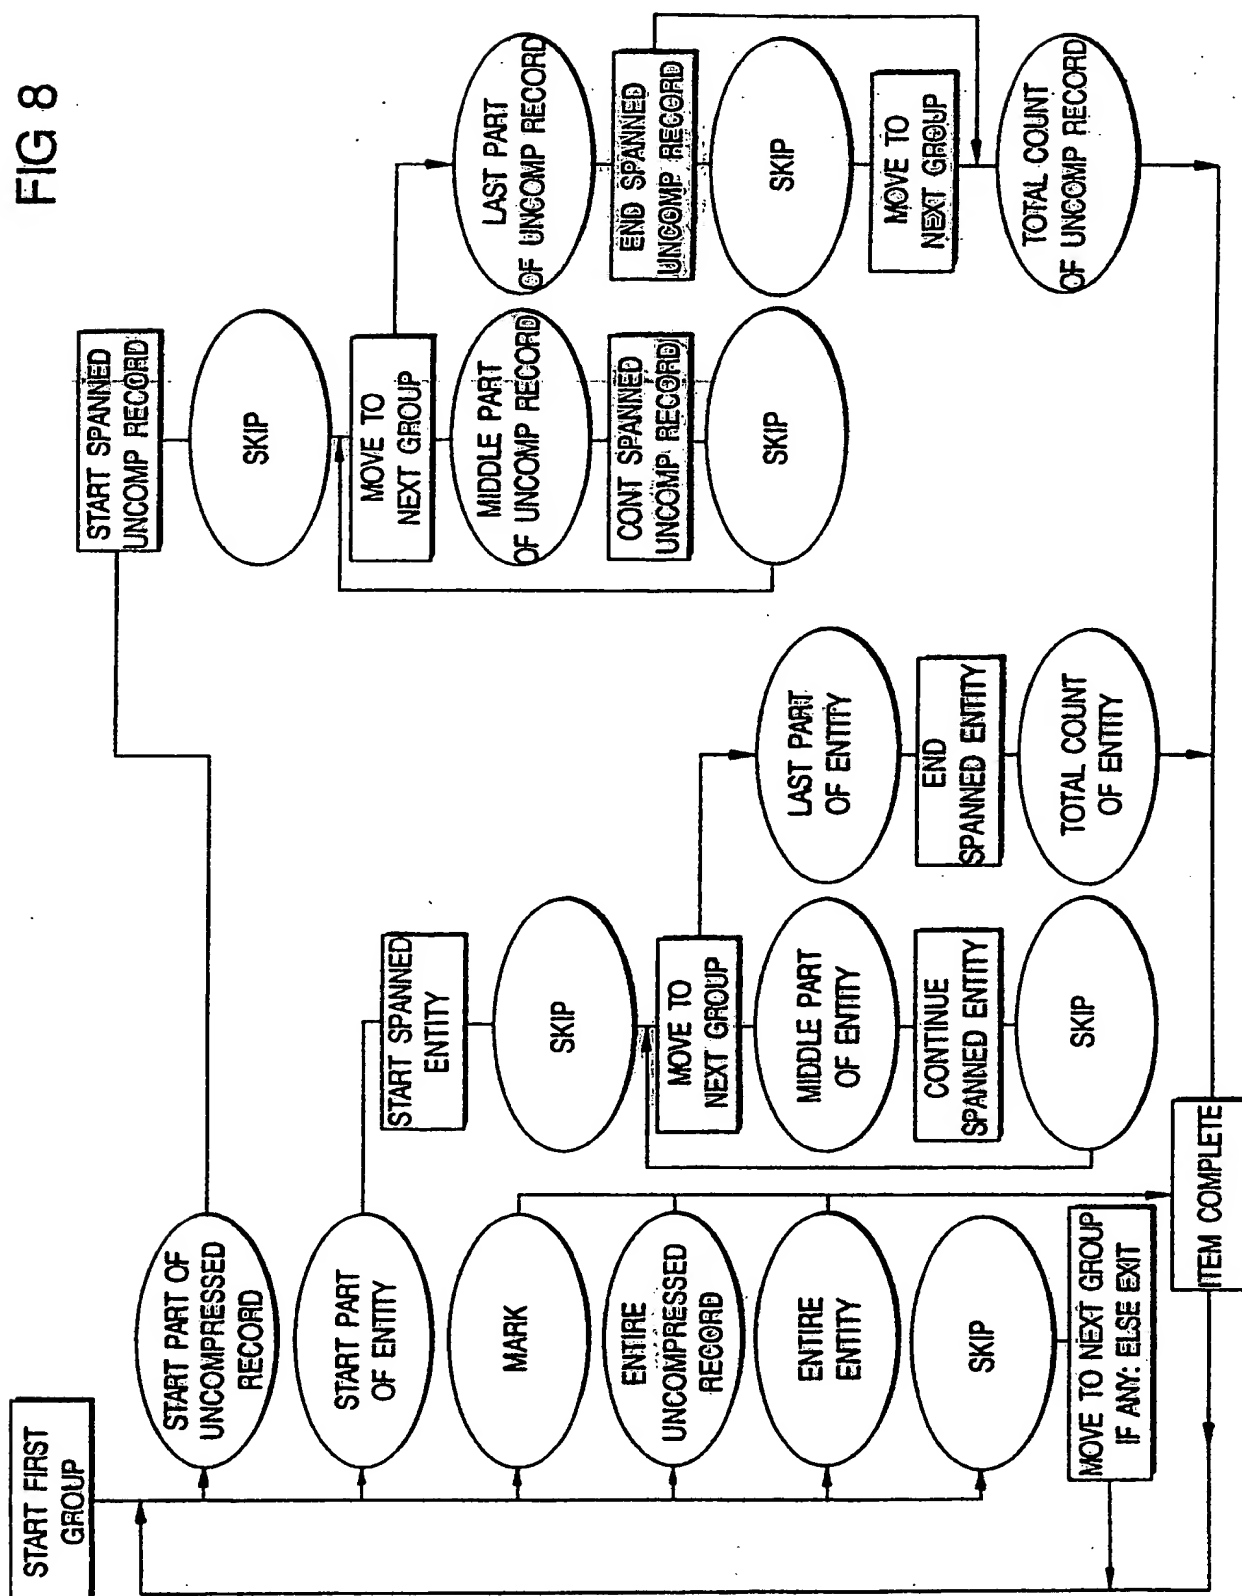 FIG 8
START FIRST
GROUP
START PART OF
UNCOMPRESSED
RECORD
START PART
OF ENTITY
MARK
ENTIRE
UNCOMPRESSED
RECORD
ENTIRE
ENTITY
SKIP
MOVE TO NEXT GROUP
IF ANY: ELSE EXIT
ITEM COMPLETE
START SPANNED
ENTITY
SKIP
MOVE TO
NEXT GROUP
MIDDLE PART
OF ENTITY
CONTINUE
SPANNED ENTITY
SKIP
LAST PART
OF ENTITY
END
SPANNED ENTITY
TOTAL COUNT
OF ENTITY
START SPANNED
UNCOMP RECORD
SKIP
MOVE TO
NEXT GROUP
MIDDLE PART
OF UNCOMP RECORD
CONT SPANNED
UNCOMP RECORD
SKIP
LAST PART
OF UNCOMP RECORD
END SPANNED
UNCOMP RECORD
SKIP
MOVE TO
NEXT GROUP
TOTAL COUNT
OF UNCOMP RECORD